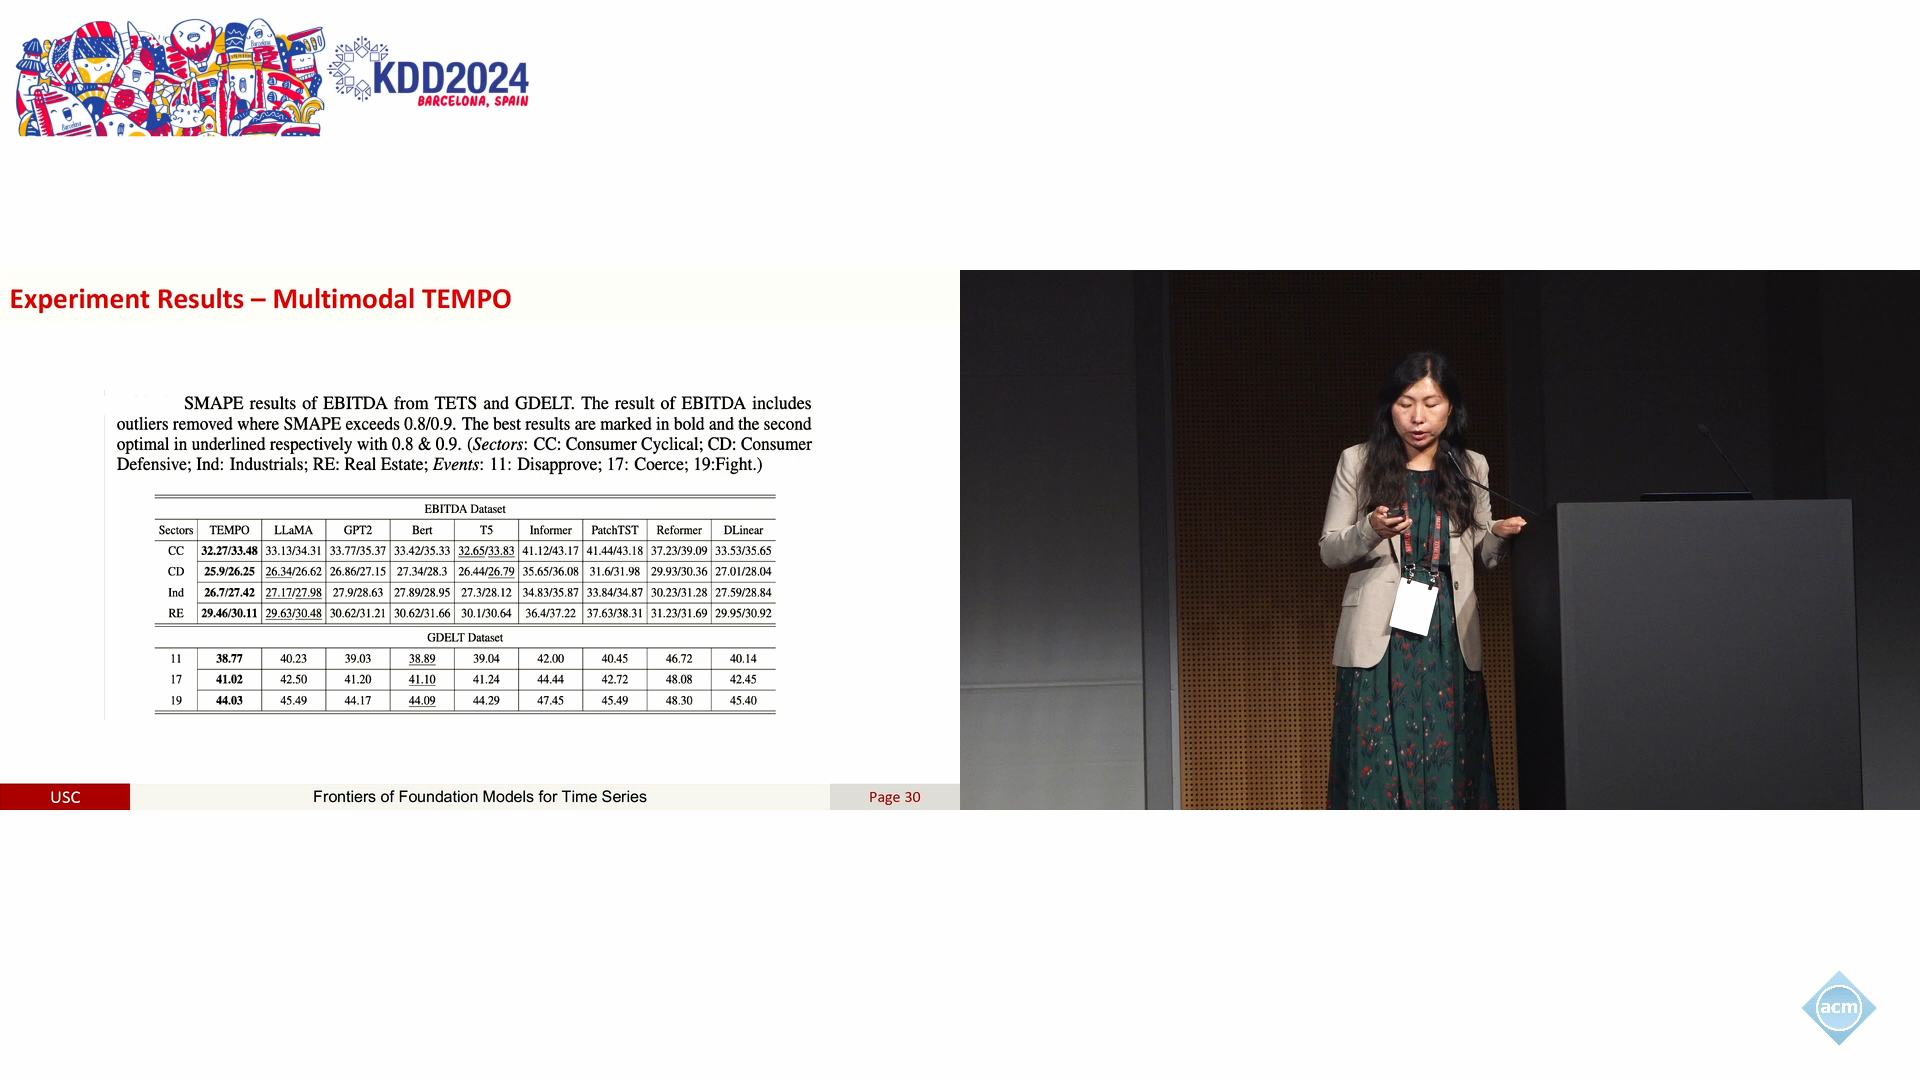 KDD2024
BARCELONA, SPAIN
Experiment Results – Multimodal TEMPO
SMAPE results of EBITDA from TETS and GDELT. The result of EBITDA includes
outliers removed where SMAPE exceeds 0.8/0.9. The best results are marked in bold and the second
optimal in underlined respectively with 0.8 & 0.9. (Sectors: CC: Consumer Cyclical; CD: Consumer
Defensive; Ind: Industrials; RE: Real Estate; Events: 11: Disapprove; 17: Coerce; 19:Fight.)
EBITDA Dataset
Sectors TEMPO LLaMA GPT2 Bert T5 Informer PatchTST Reformer DLinear
CC 32.27/33.48 33.13/34.31 33.77/35.37 33.42/35.33 32.65/33.83 41.12/43.17 41.44/43.18 37.23/39.09 33.53/35.65
CD 25.9/26.25 26.34/26.62 26.86/27.15 27.34/28.3 26.44/26.79 35.65/36.08 31.6/31.98 29.93/30.36 27.01/28.04
Ind 26.7/27.42 27.17/27.98 27.9/28.63 27.89/28.95 27.3/28.12 34.83/35.87 33.84/34.87 30.23/31.28 27.59/28.84
RE 29.46/30.11 29.63/30.48 30.62/31.21 30.62/31.66 30.1/30.64 36.4/37.22 37.63/38.31 31.23/31.69 29.95/30.92
GDELT Dataset
11 38.77 40.23 39.03 38.89 39.04 42.00 40.45 46.72 40.14
17 41.02 42.50 41.20 41.10 41.24 44.44 42.72 48.08 42.45
19 44.03 45.49 44.17 44.09 44.29 47.45 45.49 48.30 45.40
USC
Frontiers of Foundation Models for Time Series
Page 30
acm